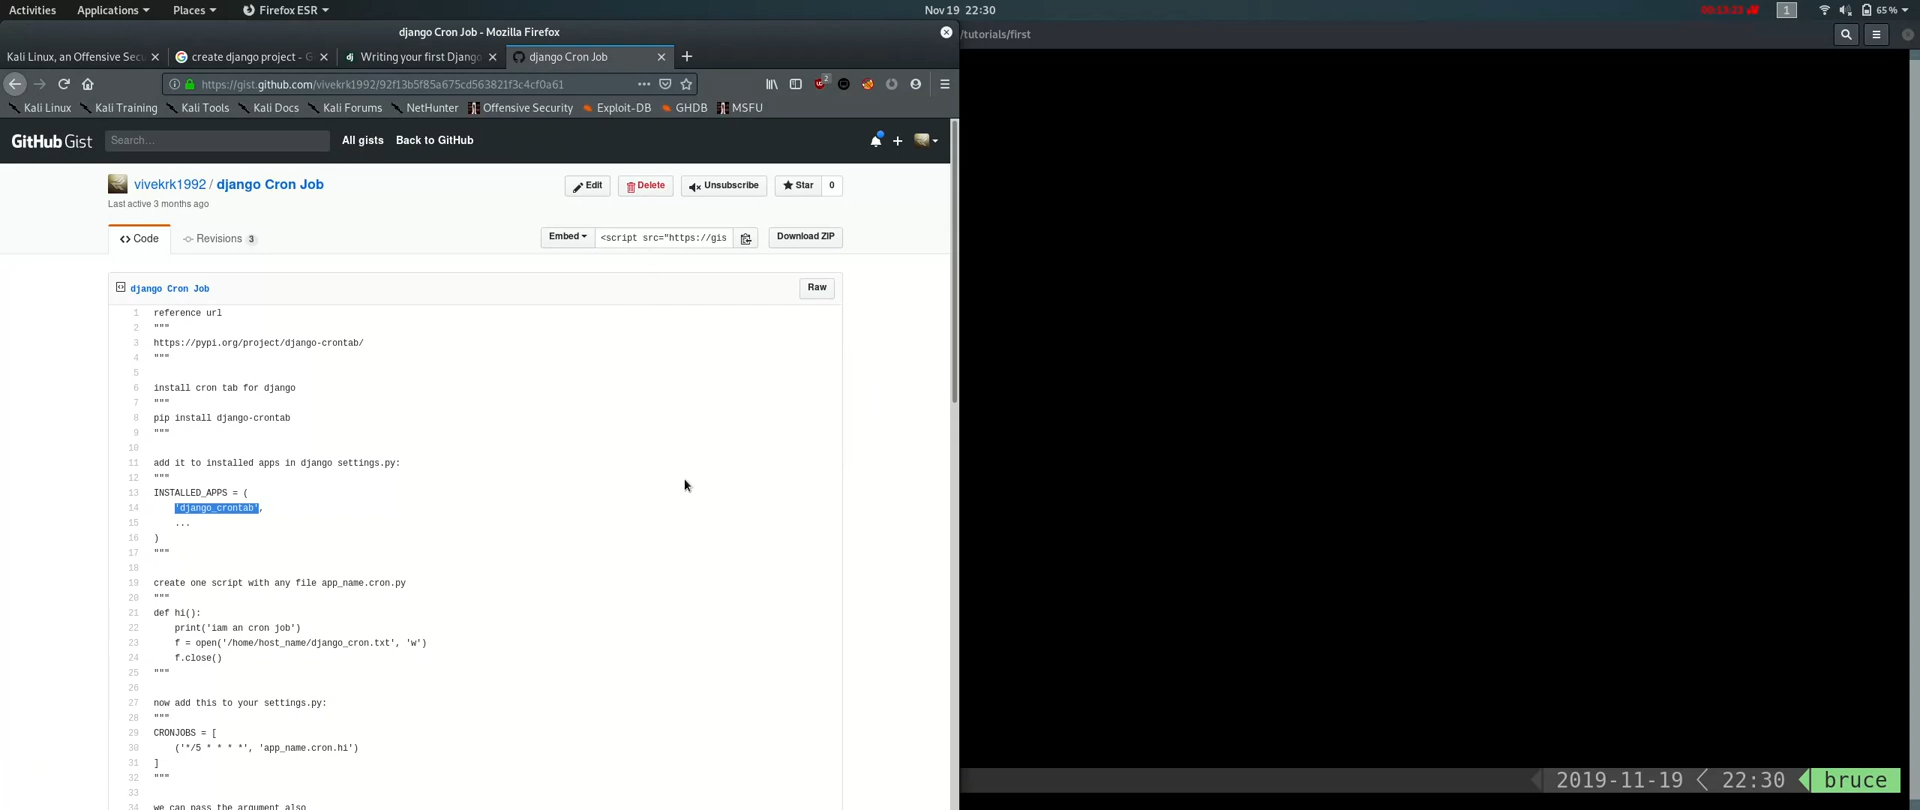 Activities Applications Places Firefox ESR Nov 19 22:30 00:13:23 1 65 %
django Cron Job - Mozilla Firefox
/tutorials/first
Kali Linux, an Offensive Sec create django project - G Writing your first Django django Cron Job
https://gist.github.com/vivekrk1992/92f13b5f85a675cd563821f3c4cf0a61 2
Kali Linux Kali Training Kali Tools Kali Docs Kali Forums NetHunter Offensive Security Exploit-DB GHDB MSFU
GitHub Gist Search... All gists Back to GitHub
vivekrk1992 / django Cron Job Edit Delete Unsubscribe Star 0
Last active 3 months ago
<> Code Revisions 3 Embed <script src="https://gis Download ZIP
django Cron Job Raw
1 reference url
2 """
3 https://pypi.org/project/django-crontab/
4 """
5
6 install cron tab for django
7 """
8 pip install django-crontab
9 """
10
11 add it to installed apps in django settings.py:
12 """
13 INSTALLED_APPS = (
14 'django_crontab',
15 ...
16 )
17 """
18
19 create one script with any file app_name.cron.py
20 """
21 def hi():
22 print('iam an cron job')
23 f = open('/home/host_name/django_cron.txt', 'w')
24 f.close()
25 """
26
27 now add this to your settings.py:
28 """
29 CRONJOBS = [
30 ('*/5 * * * *', 'app_name.cron.hi')
31 ]
32 """
33
34 we can pass the argument also
2019-11-19 22:30 bruce